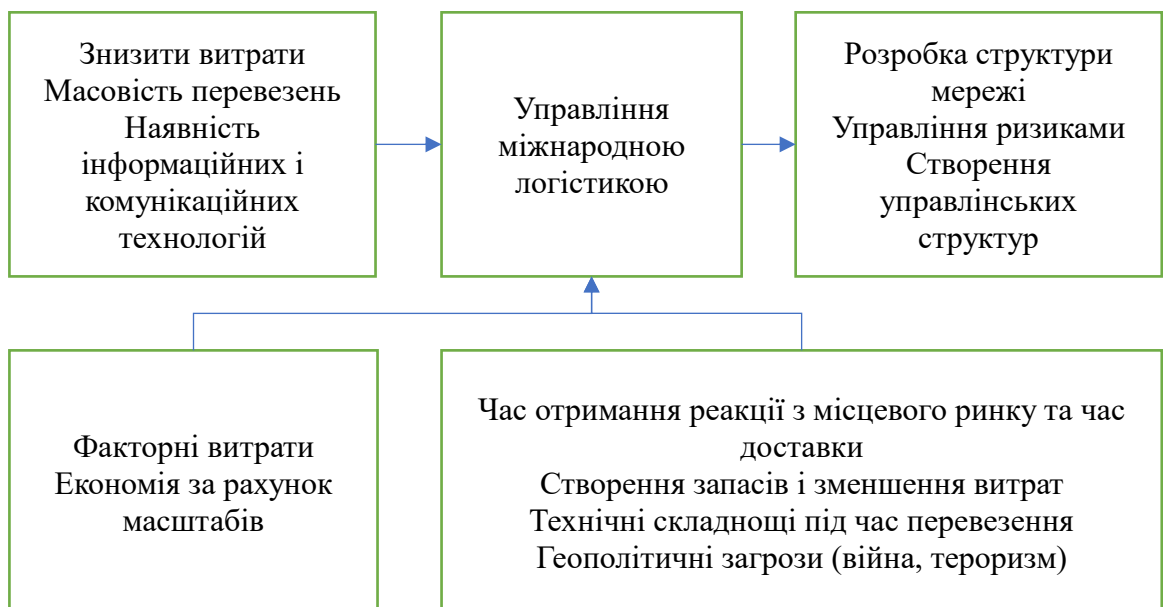 Знизити витрати
Масовість перевезень
Наявність
інформаційних і
комунікаційних
технологій
Управління
міжнародною
логістикою
Розробка структури
мережі
Управління ризиками
Створення
управлінських
структур
Факторні витрати
Економія за рахунок
масштабів
Час отримання реакції з місцевого ринку та час
доставки
Створення запасів і зменшення витрат
Технічні складнощі під час перевезення
Геополітичні загрози (війна, тероризм)